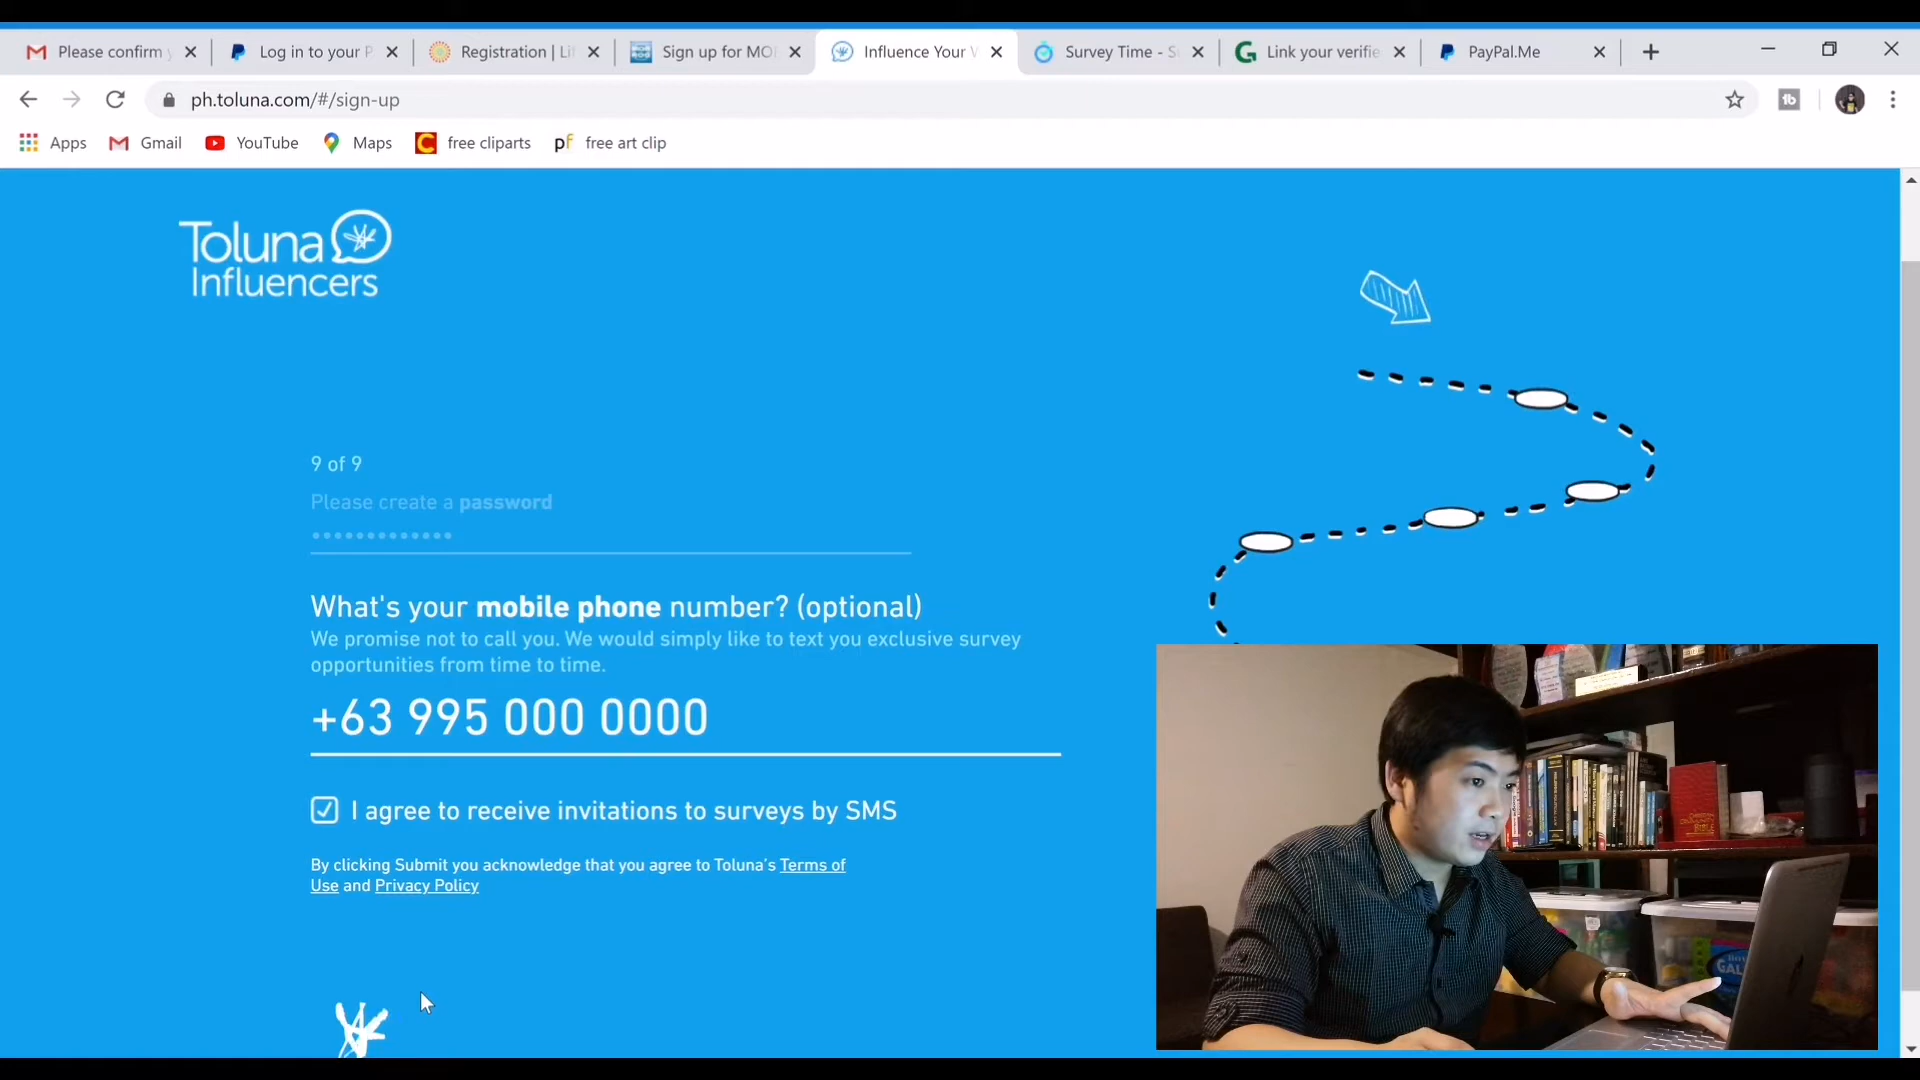 Please confirm y
Log in to your P
Registration | Lif
Sign up for MO
Influence Your W
Survey Time - S
Link your verifie
PayPal.Me
ph.toluna.com/#/sign-up
Apps
Gmail
YouTube
Maps
free cliparts
pf
free art clip
Toluna
Influencers
9 of 9
Please create a password
What's your mobile phone number? (optional)
We promise not to call you. We would simply like to text you exclusive survey
opportunities from time to time.
+63 995 000 0000
I agree to receive invitations to surveys by SMS
By clicking Submit you acknowledge that you agree to Toluna's Terms of
Use and Privacy Policy
BIBLE